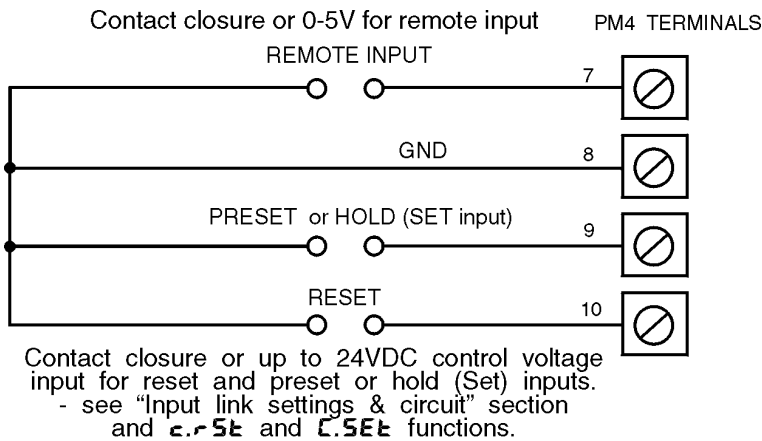 Contact closure or 0-5V for remote input
PM4 TERMINALS
REMOTE INPUT
7
GND
8
PRESET or HOLD (SET input)
9
RESET
10
Contact closure or up to 24VDC control voltage
input for reset and preset or hold (Set) inputs.
- see “Input link settings & circuit” section
and c.rSt and C.SEt functions.